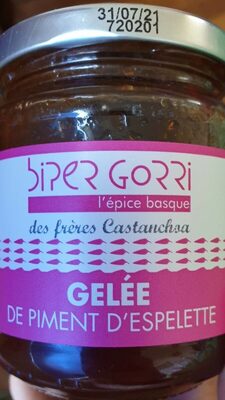 31/07/21
720201
biper gorri
l'épice basque
des frères Castanchoa
GELÉE
DE PIMENT D'ESPELETTE